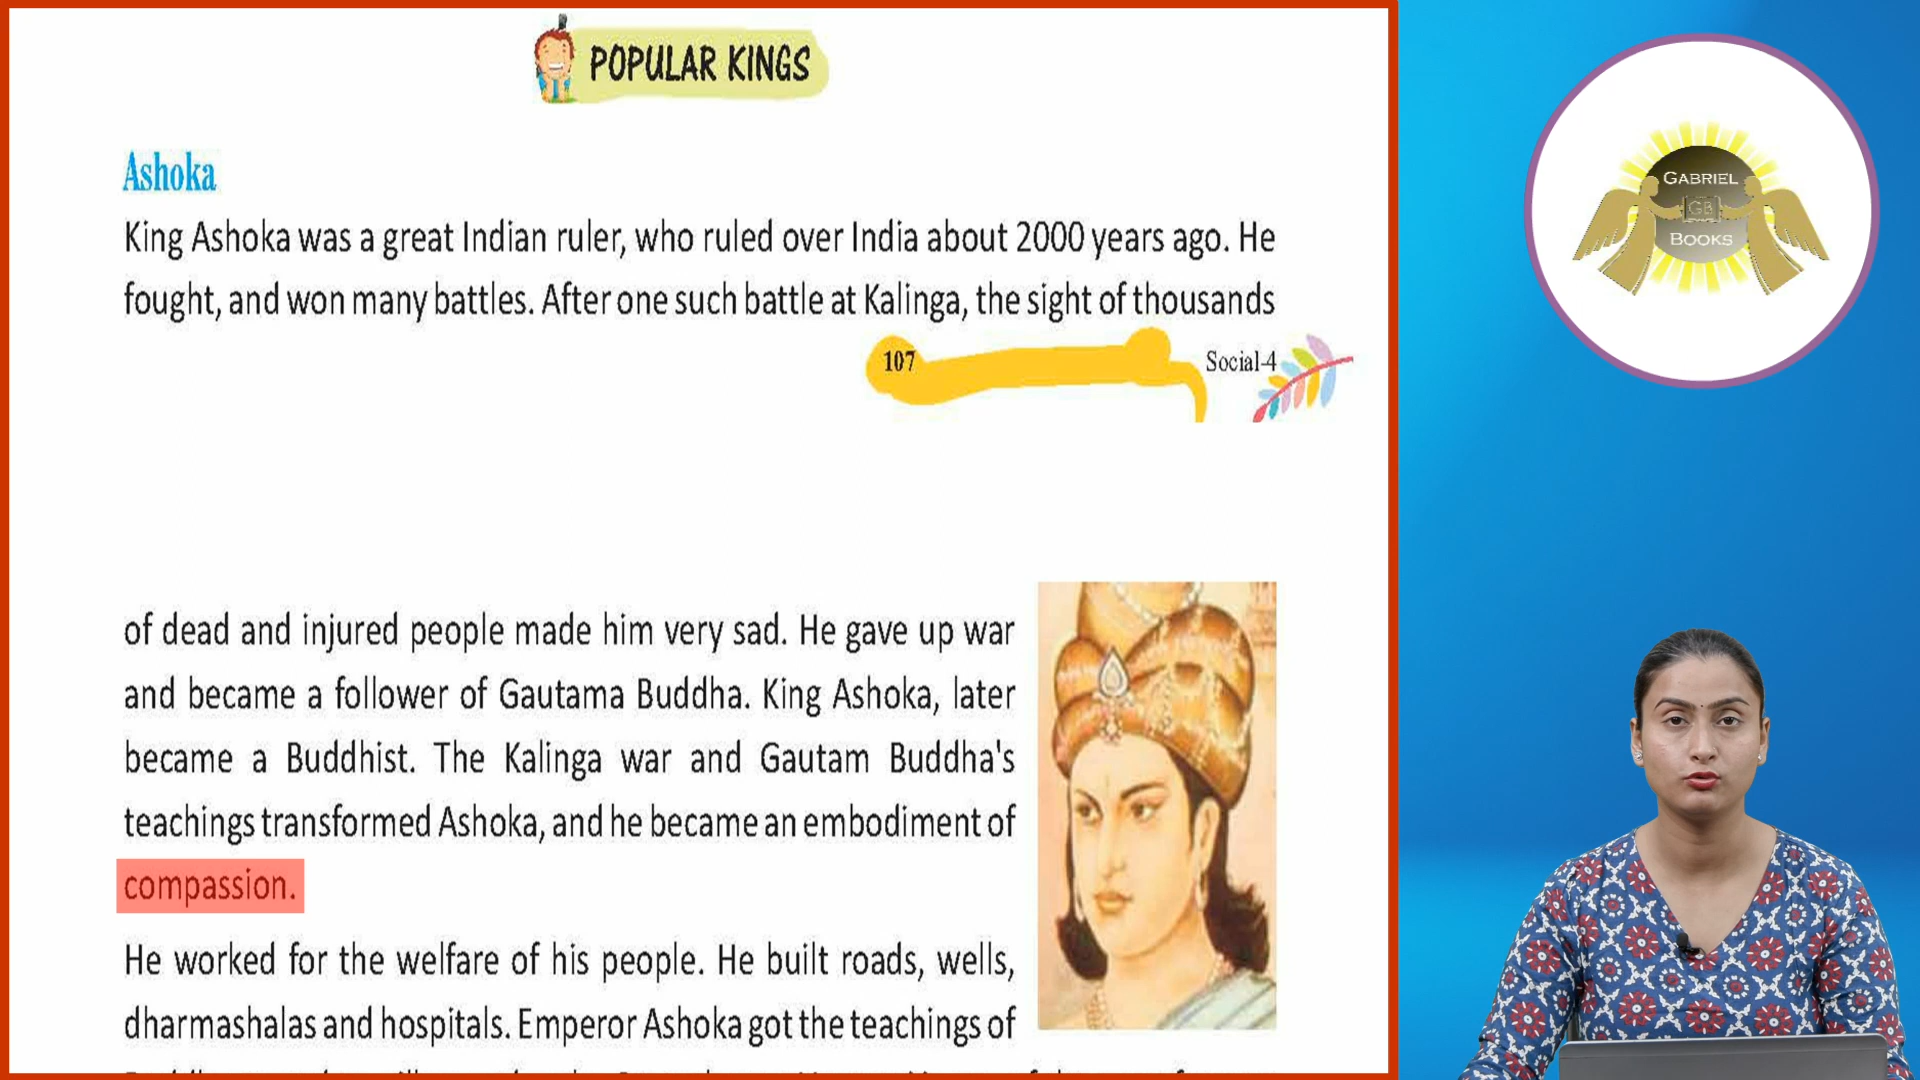 POPULAR KINGS
Ashoka
King Ashoka was a great Indian ruler, who ruled over India about 2000 years ago. He
fought, and won many battles. After one such battle at Kalinga, the sight of thousands
107
Social-4
of dead and injured people made him very sad. He gave up war
and became a follower of Gautama Buddha. King Ashoka, later
became a Buddhist. The Kalinga war and Gautam Buddha's
teachings transformed Ashoka, and he became an embodiment of
compassion.
He worked for the welfare of his people. He built roads, wells,
dharmashalas and hospitals. Emperor Ashoka got the teachings of
GABRIEL
GB
BOOKS